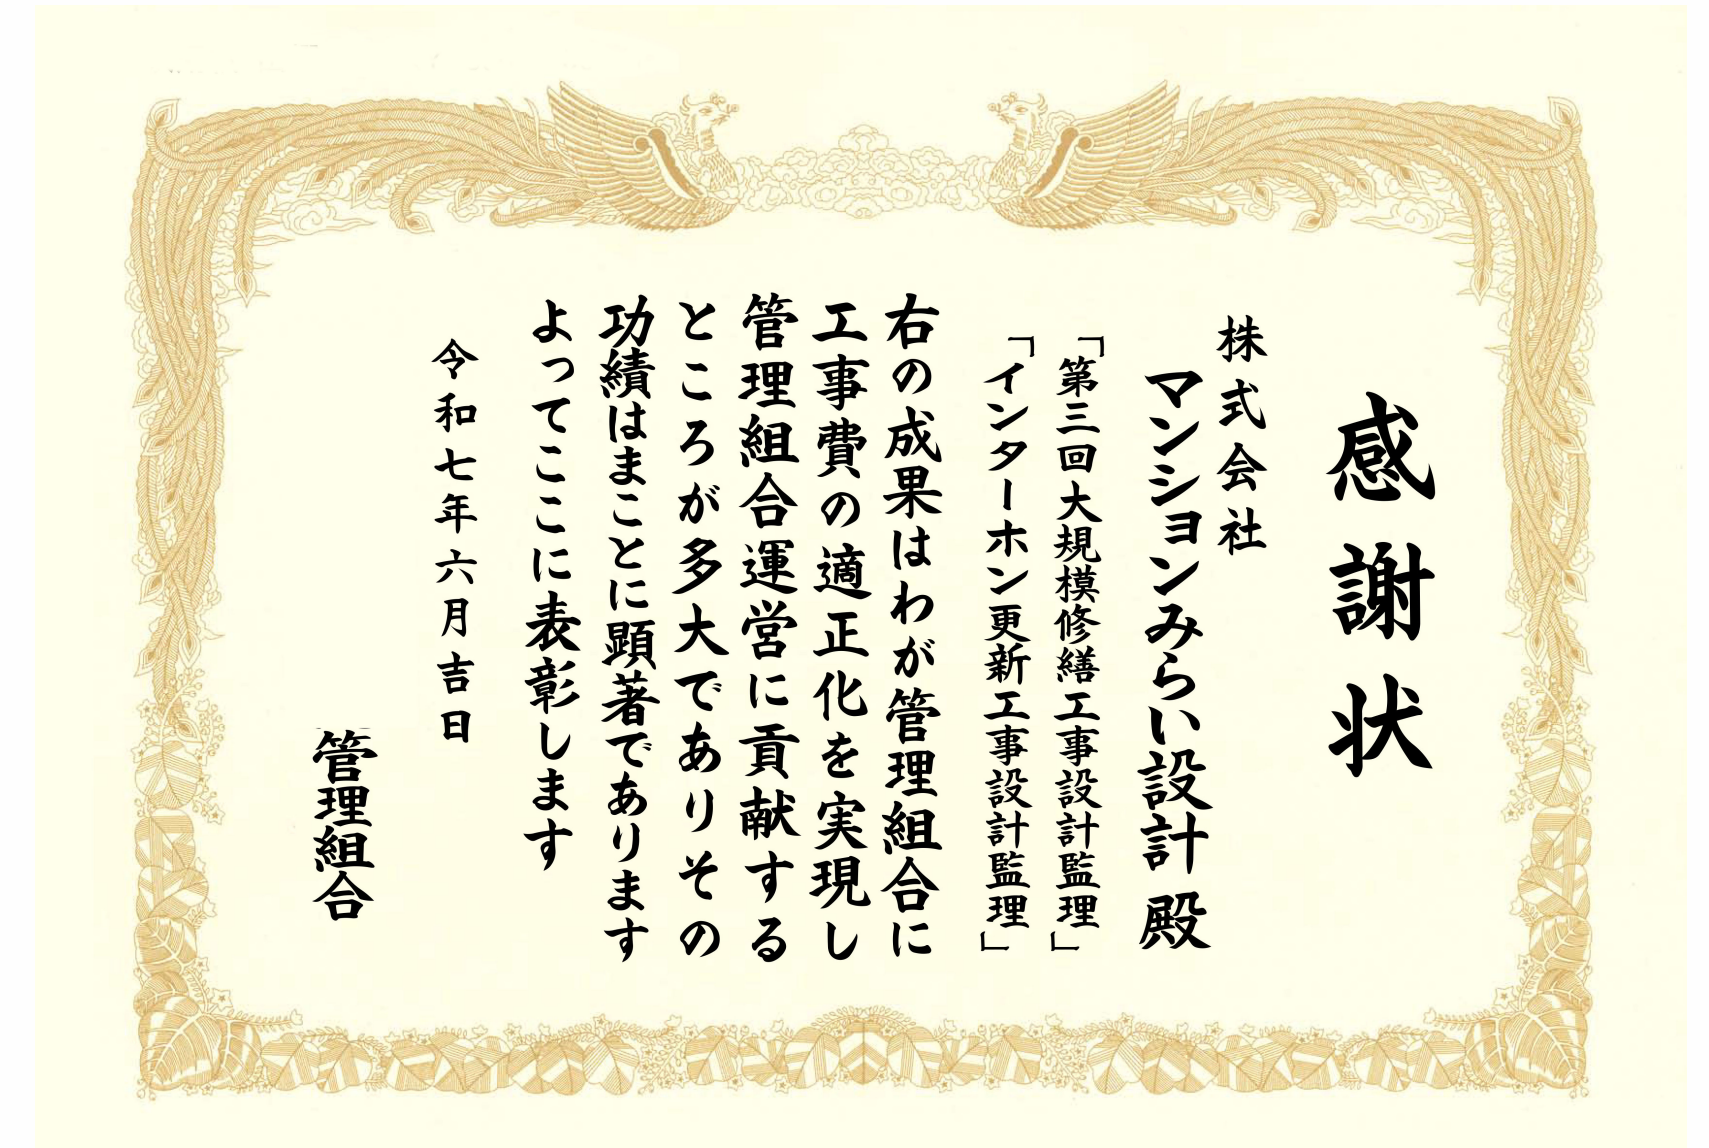 感謝状
株式会社
マンションみらい設計 殿
「第三回大規模修繕工事設計監理」
「インターホン更新工事設計監理」
右の成果はわが管理組合に
工事費の適正化を実現し
管理組合運営に貢献する
ところが多大でありその
功績はまことに顕著であります
よってここに表彰します
令和七年六月吉日
管理組合